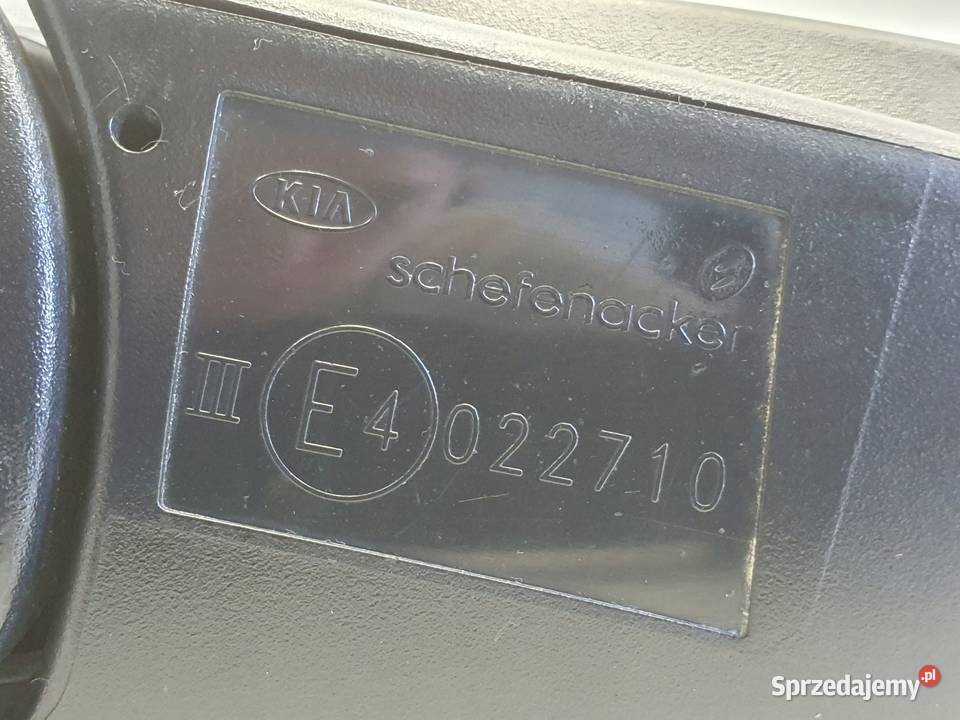 KIA
schefenacker
III E4 022710
Sprzedajemy.pl